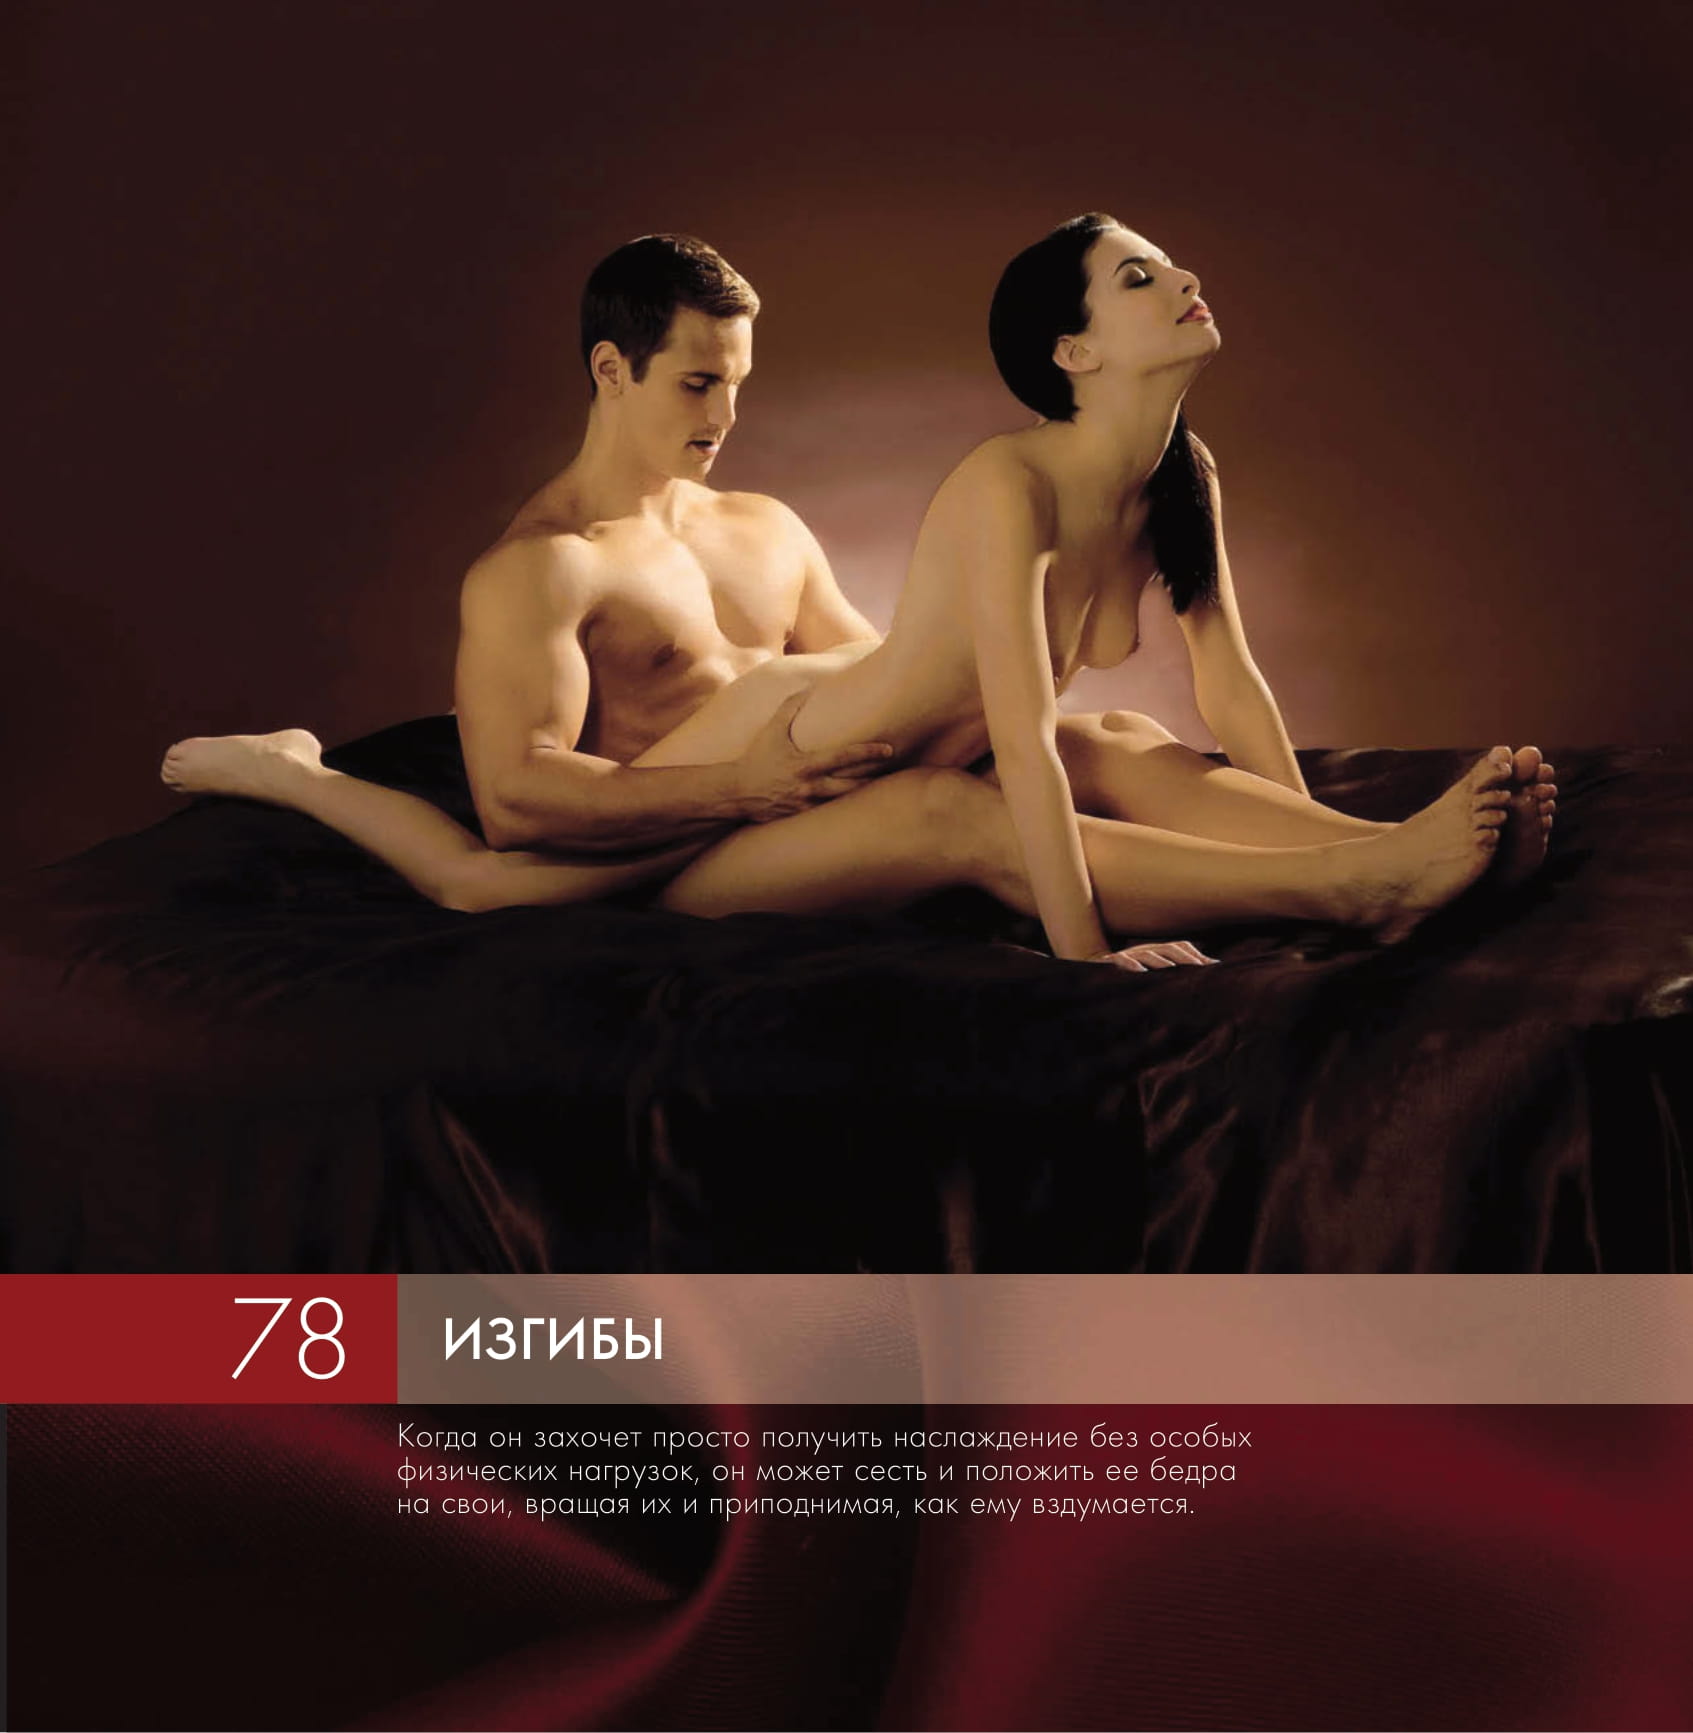 78
ИЗГИБЫ
Когда он захочет просто получить наслаждение без особых
физических нагрузок, он может сесть и положить ее бедра
на свои, вращая их и приподнимая, как ему вздумается.